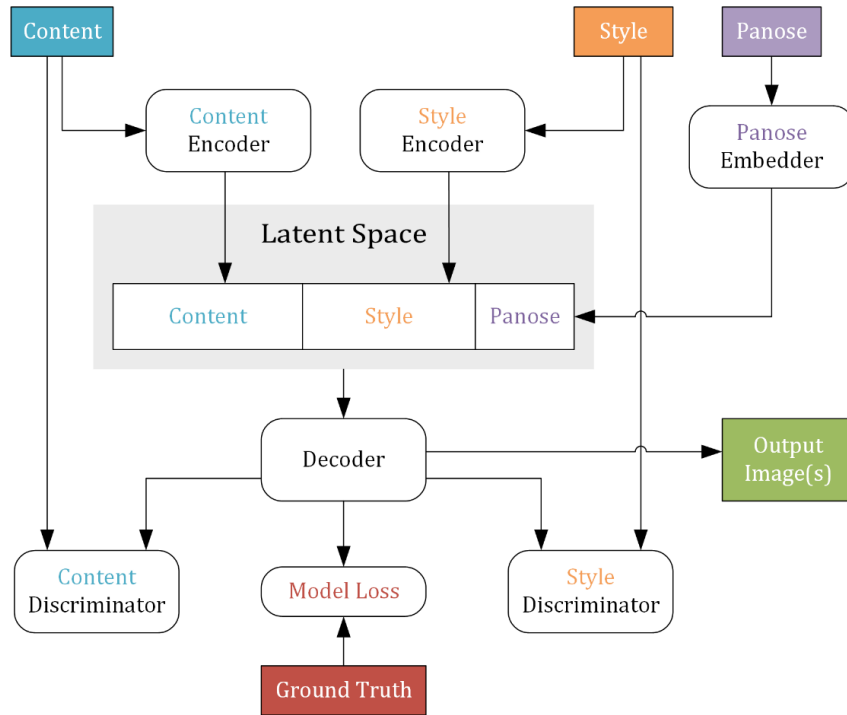 Content
Style
Panose
Content
Encoder
Style
Encoder
Panose
Embedder
Latent Space
Content
Style
Panose
Decoder
Output
Image(s)
Content
Discriminator
Model Loss
Style
Discriminator
Ground Truth